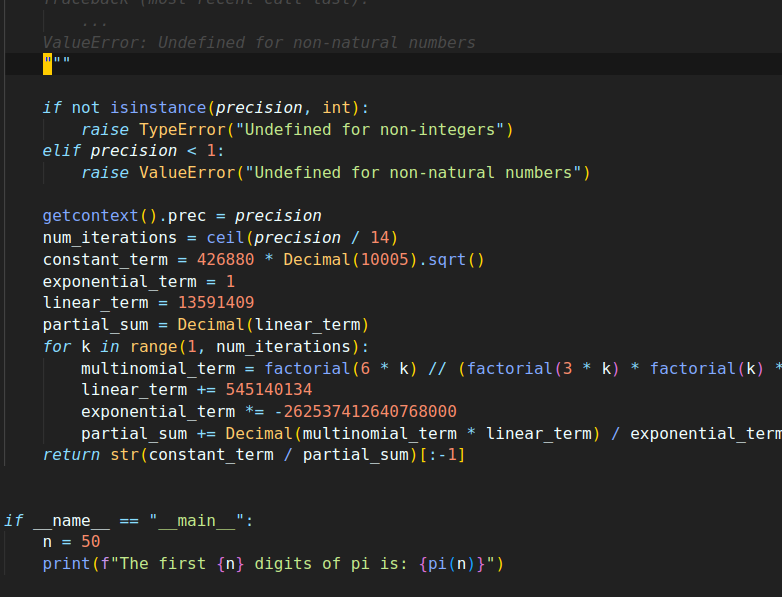 Traceback (most recent call last):
...
ValueError: Undefined for non-natural numbers
"""
if not isinstance(precision, int):
raise TypeError("Undefined for non-integers")
elif precision < 1:
raise ValueError("Undefined for non-natural numbers")
getcontext().prec = precision
num_iterations = ceil(precision / 14)
constant_term = 426880 * Decimal(10005).sqrt()
exponential_term = 1
linear_term = 13591409
partial_sum = Decimal(linear_term)
for k in range(1, num_iterations):
multinomial_term = factorial(6 * k) // (factorial(3 * k) * factorial(k) *
linear_term += 545140134
exponential_term *= -262537412640768000
partial_sum += Decimal(multinomial_term * linear_term) / exponential_term
return str(constant_term / partial_sum)[:-1]
if __name__ == "__main__":
n = 50
print(f"The first {n} digits of pi is: {pi(n)}")